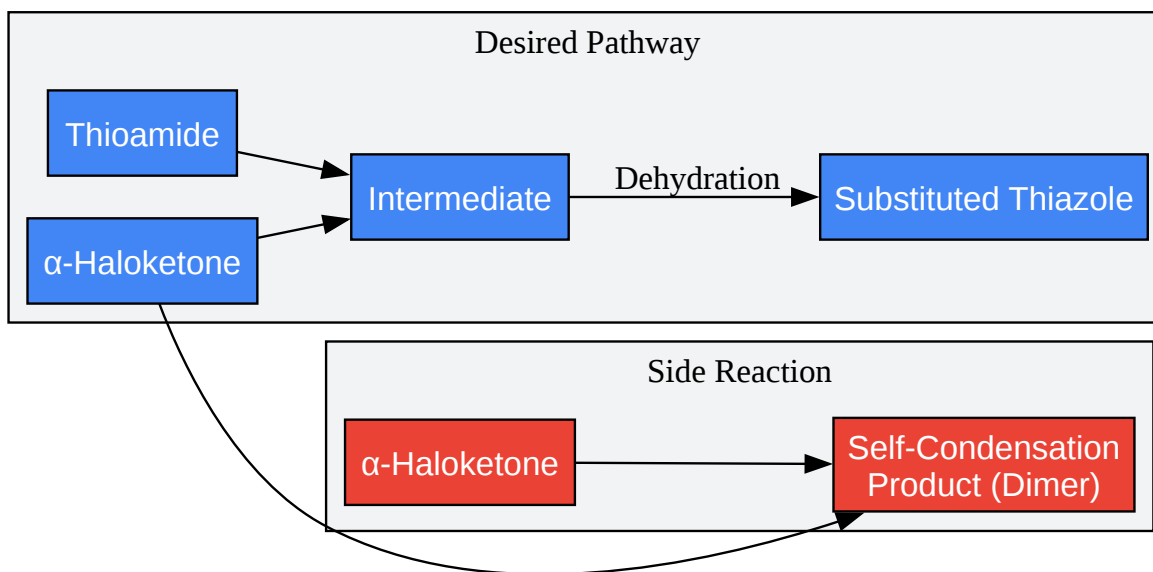 Desired Pathway
Thioamide
α-Haloketone
Intermediate
Dehydration
Substituted Thiazole
Side Reaction
α-Haloketone
Self-Condensation
Product (Dimer)